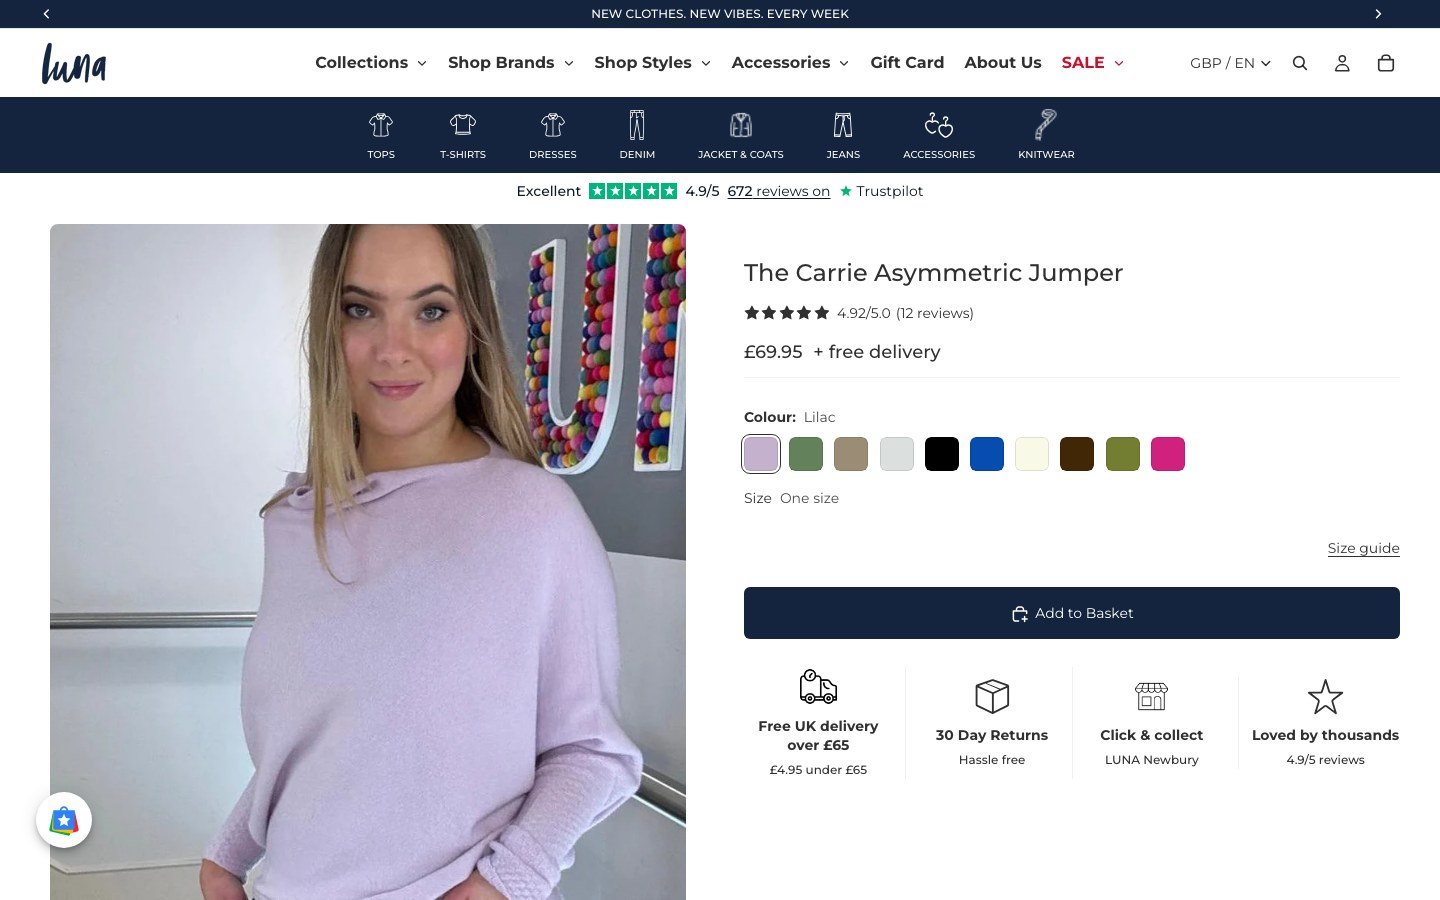 NEW CLOTHES. NEW VIBES. EVERY WEEK
luna
Collections
Shop Brands
Shop Styles
Accessories
Gift Card
About Us
SALE
GBP / EN
TOPS
T-SHIRTS
DRESSES
DENIM
JACKET & COATS
JEANS
ACCESSORIES
KNITWEAR
Excellent 4.9/5 672 reviews on Trustpilot
The Carrie Asymmetric Jumper
4.92/5.0 (12 reviews)
£69.95 + free delivery
Colour: Lilac
Size One size
Size guide
Add to Basket
Free UK delivery
over £65
£4.95 under £65
30 Day Returns
Hassle free
Click & collect
LUNA Newbury
Loved by thousands
4.9/5 reviews